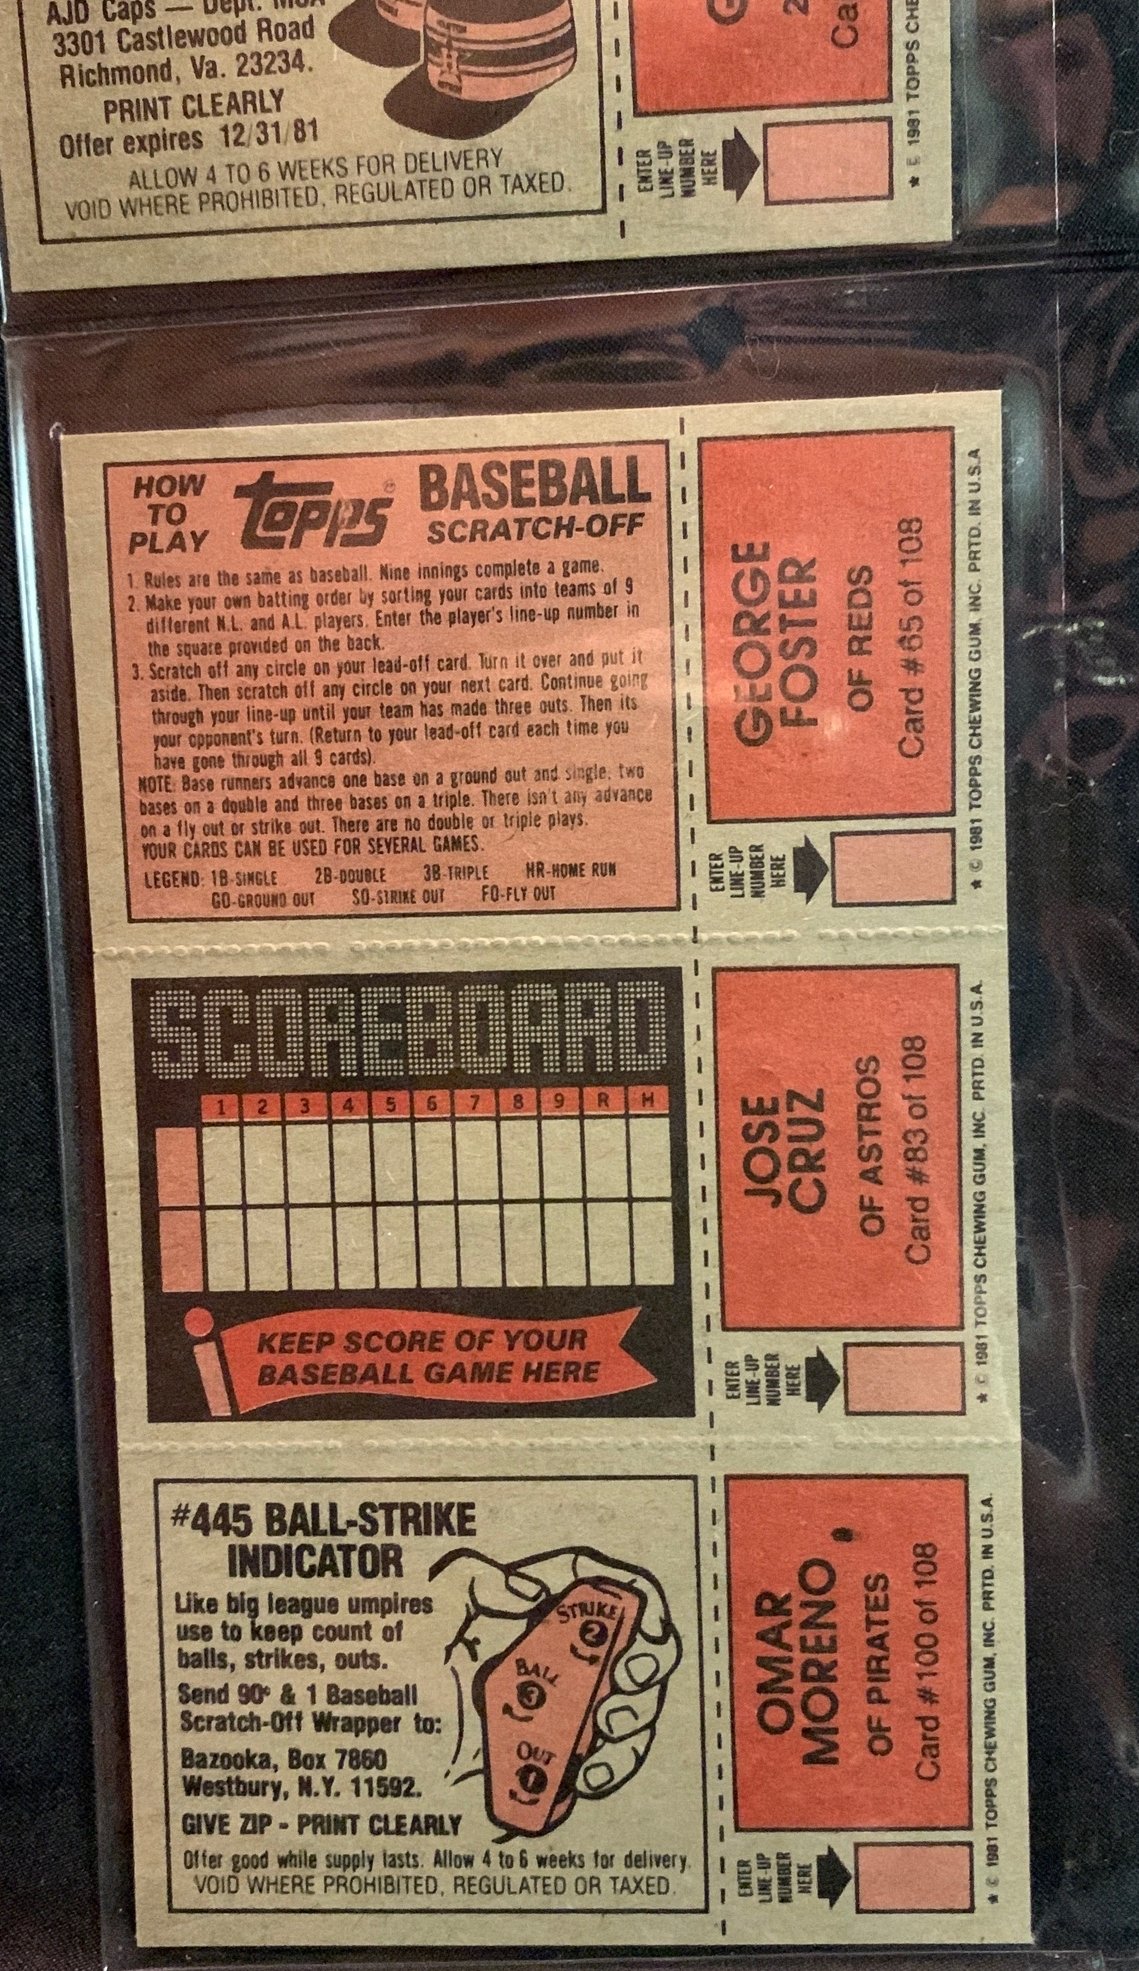 AJD Caps — Dept.
3301 Castlewood Road
Richmond, Va. 23234.
PRINT CLEARLY
Offer expires 12/31/81
ALLOW 4 TO 6 WEEKS FOR DELIVERY
VOID WHERE PROHIBITED, REGULATED OR TAXED.
ENTER
LINE-UP
NUMBER
HERE
1981 TOPPS
HOW
TO
PLAY
topps®
BASEBALL
SCRATCH-OFF
1. Rules are the same as baseball. Nine innings complete a game.
2. Make your own batting order by sorting your cards into teams of 9
different N.L. and A.L. players. Enter the player's line-up number in
the square provided on the back.
3. Scratch off any circle on your lead-off card. Turn it over and put it
aside. Then scratch off any circle on your next card. Continue going
through your line-up until your team has made three outs. Then its
your opponent's turn. (Return to your lead-off card each time you
have gone through all 9 cards).
NOTE: Base runners advance one base on a ground out and single, two
bases on a double and three bases on a triple. There isn't any advance
on a fly out or strike out. There are no double or triple plays.
YOUR CARDS CAN BE USED FOR SEVERAL GAMES.
LEGEND: 1B-SINGLE 2B-DOUBLE 3B-TRIPLE HR-HOME RUN
GO-GROUND OUT SO-STRIKE OUT FO-FLY OUT
GEORGE
FOSTER
OF REDS
Card #65 of 108
ENTER
LINE-UP
NUMBER
HERE
★ © 1981 TOPPS CHEWING GUM, INC. PRTD. IN U.S.A
SCOREBOARD
1 2 3 4 5 6 7 8 9 R H
KEEP SCORE OF YOUR
BASEBALL GAME HERE
JOSE
CRUZ
OF ASTROS
Card #83 of 108
ENTER
LINE-UP
NUMBER
HERE
★ © 1981 TOPPS CHEWING GUM, INC. PRTD. IN U.S.A.
#445 BALL-STRIKE
INDICATOR
Like big league umpires
use to keep count of
balls, strikes, outs.
Send 90¢ & 1 Baseball
Scratch-Off Wrapper to:
Bazooka, Box 7860
Westbury, N.Y. 11592.
GIVE ZIP - PRINT CLEARLY
Offer good while supply lasts. Allow 4 to 6 weeks for delivery.
VOID WHERE PROHIBITED, REGULATED OR TAXED.
STRIKE
2
BALL
3
OUT
1
OMAR
MORENO
OF PIRATES
Card #100 of 108
ENTER
LINE-UP
NUMBER
HERE
★ © 1981 TOPPS CHEWING GUM, INC. PRTD. IN U.S.A.